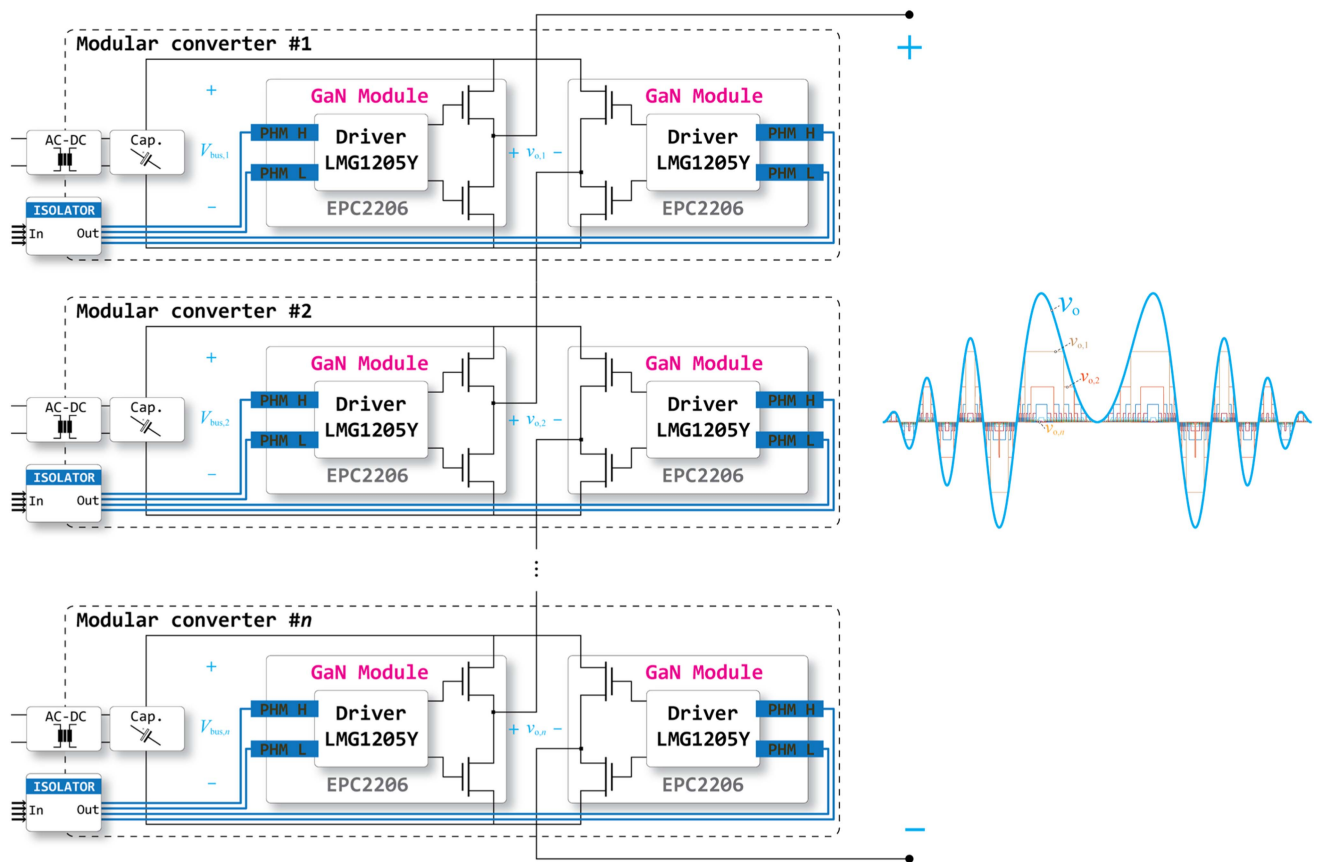 Modular converter #1
+
GaN Module
GaN Module
AC-DC
Cap.
V_bus,1
PHM H
PHM L
Driver
LMG1205Y
+ v_o,1 −
Driver
LMG1205Y
PHM H
PHM L
−
EPC2206
EPC2206
ISOLATOR
In Out
+
Modular converter #2
+
GaN Module
GaN Module
AC-DC
Cap.
V_bus,2
PHM H
PHM L
Driver
LMG1205Y
+ v_o,2 −
Driver
LMG1205Y
PHM H
PHM L
−
EPC2206
EPC2206
ISOLATOR
In Out
v_o
v_o,1
v_o,2
v_o,n
⋮
Modular converter #n
+
GaN Module
GaN Module
AC-DC
Cap.
V_bus,n
PHM H
PHM L
Driver
LMG1205Y
+ v_o,n −
Driver
LMG1205Y
PHM H
PHM L
−
EPC2206
EPC2206
ISOLATOR
In Out
−